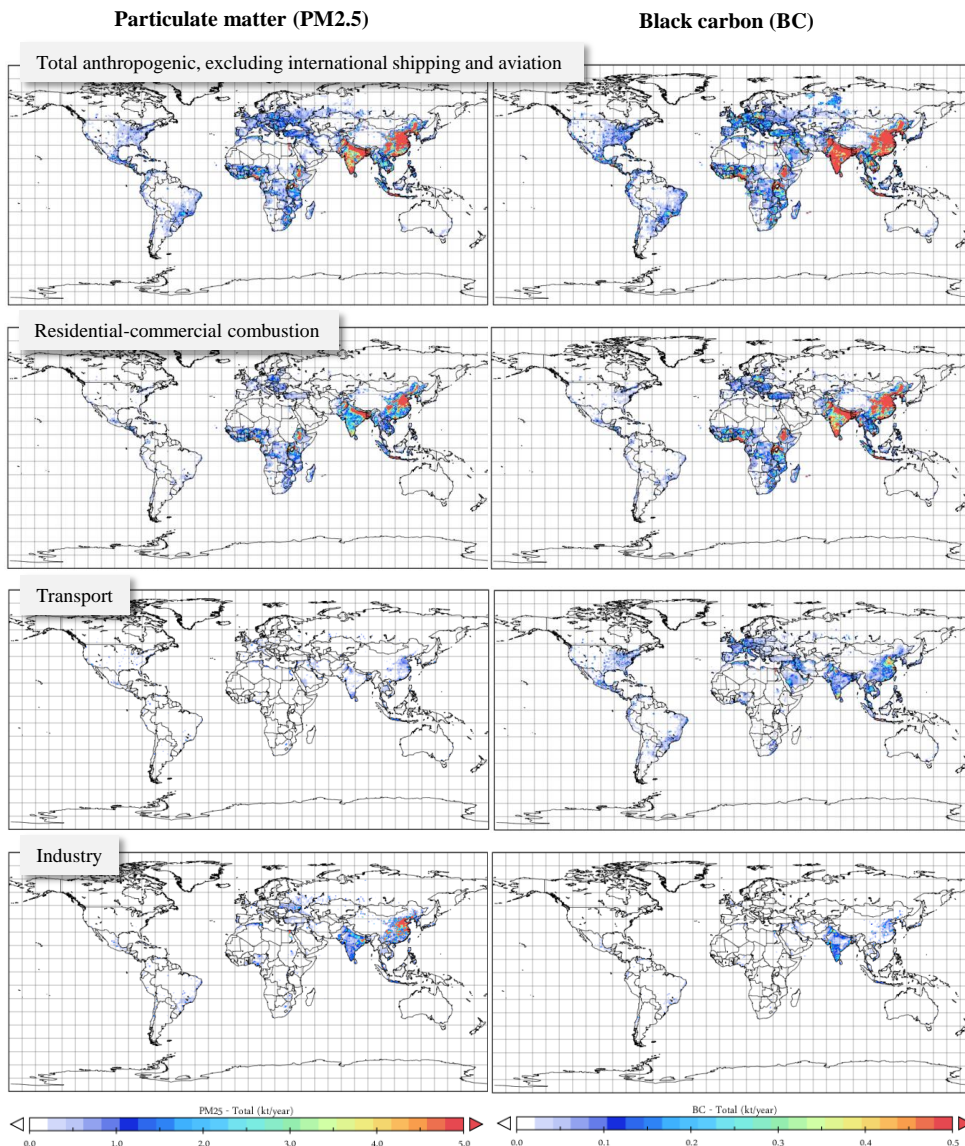 Particulate matter (PM2.5)
Black carbon (BC)
Total anthropogenic, excluding international shipping and aviation
Residential-commercial combustion
Transport
Industry
PM25 - Total (kt/year)
0.0 1.0 2.0 3.0 4.0 5.0
BC - Total (kt/year)
0.0 0.1 0.2 0.3 0.4 0.5